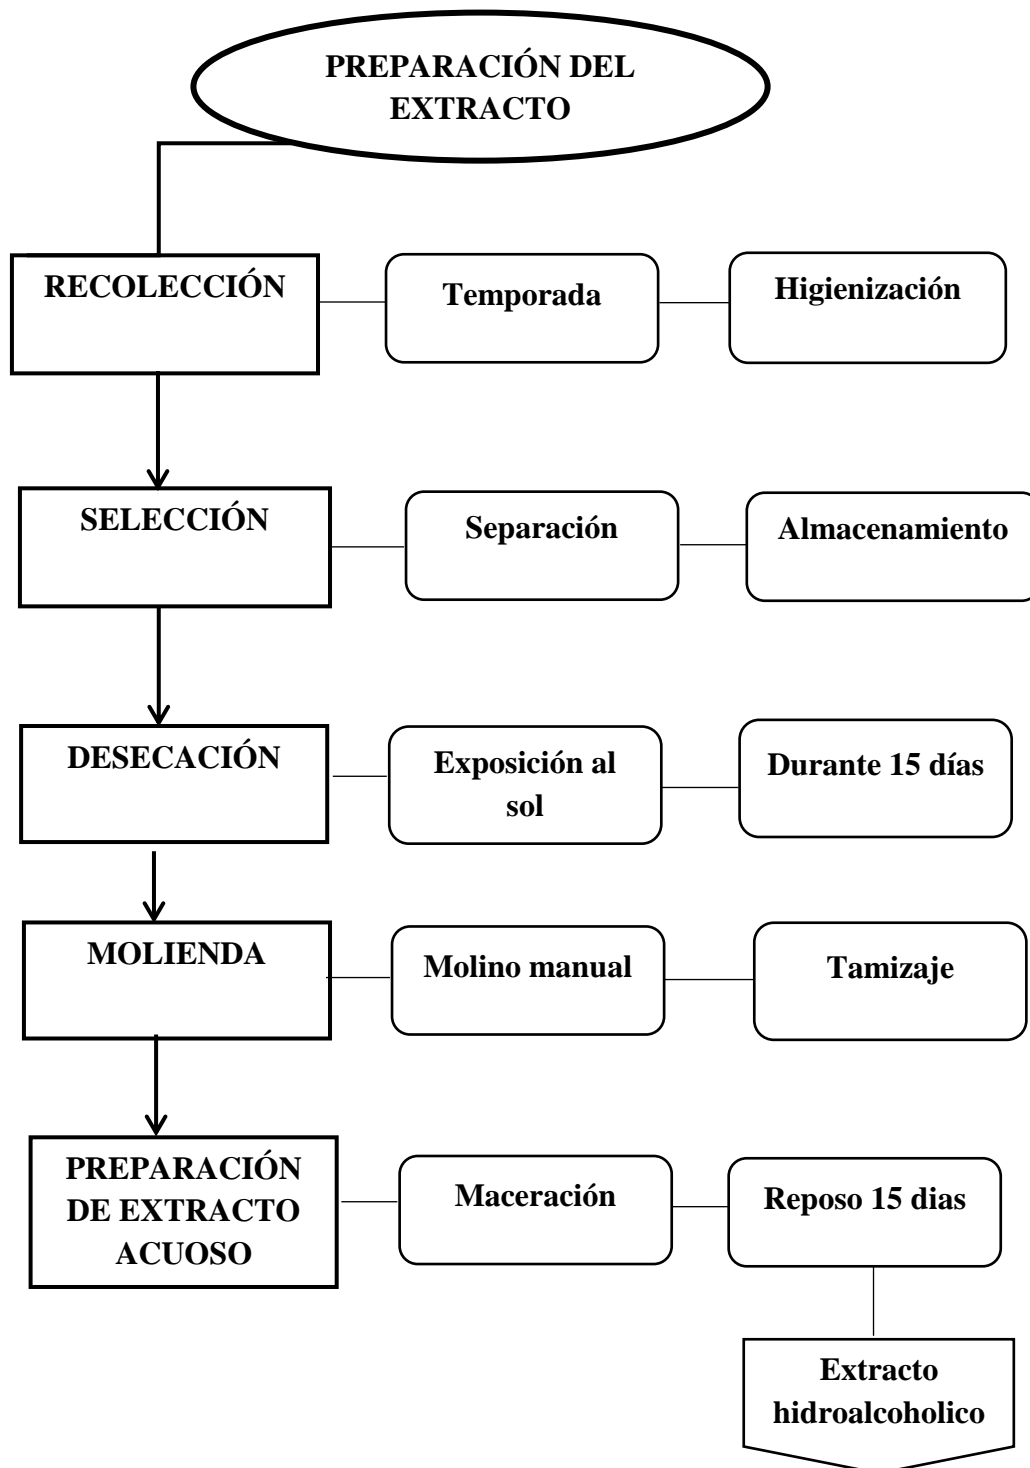 PREPARACIÓN DEL
EXTRACTO
RECOLECCIÓN
Temporada
Higienización
SELECCIÓN
Separación
Almacenamiento
DESECACIÓN
Exposición al
sol
Durante 15 días
MOLIENDA
Molino manual
Tamizaje
PREPARACIÓN
DE EXTRACTO
ACUOSO
Maceración
Reposo 15 dias
Extracto
hidroalcoholico